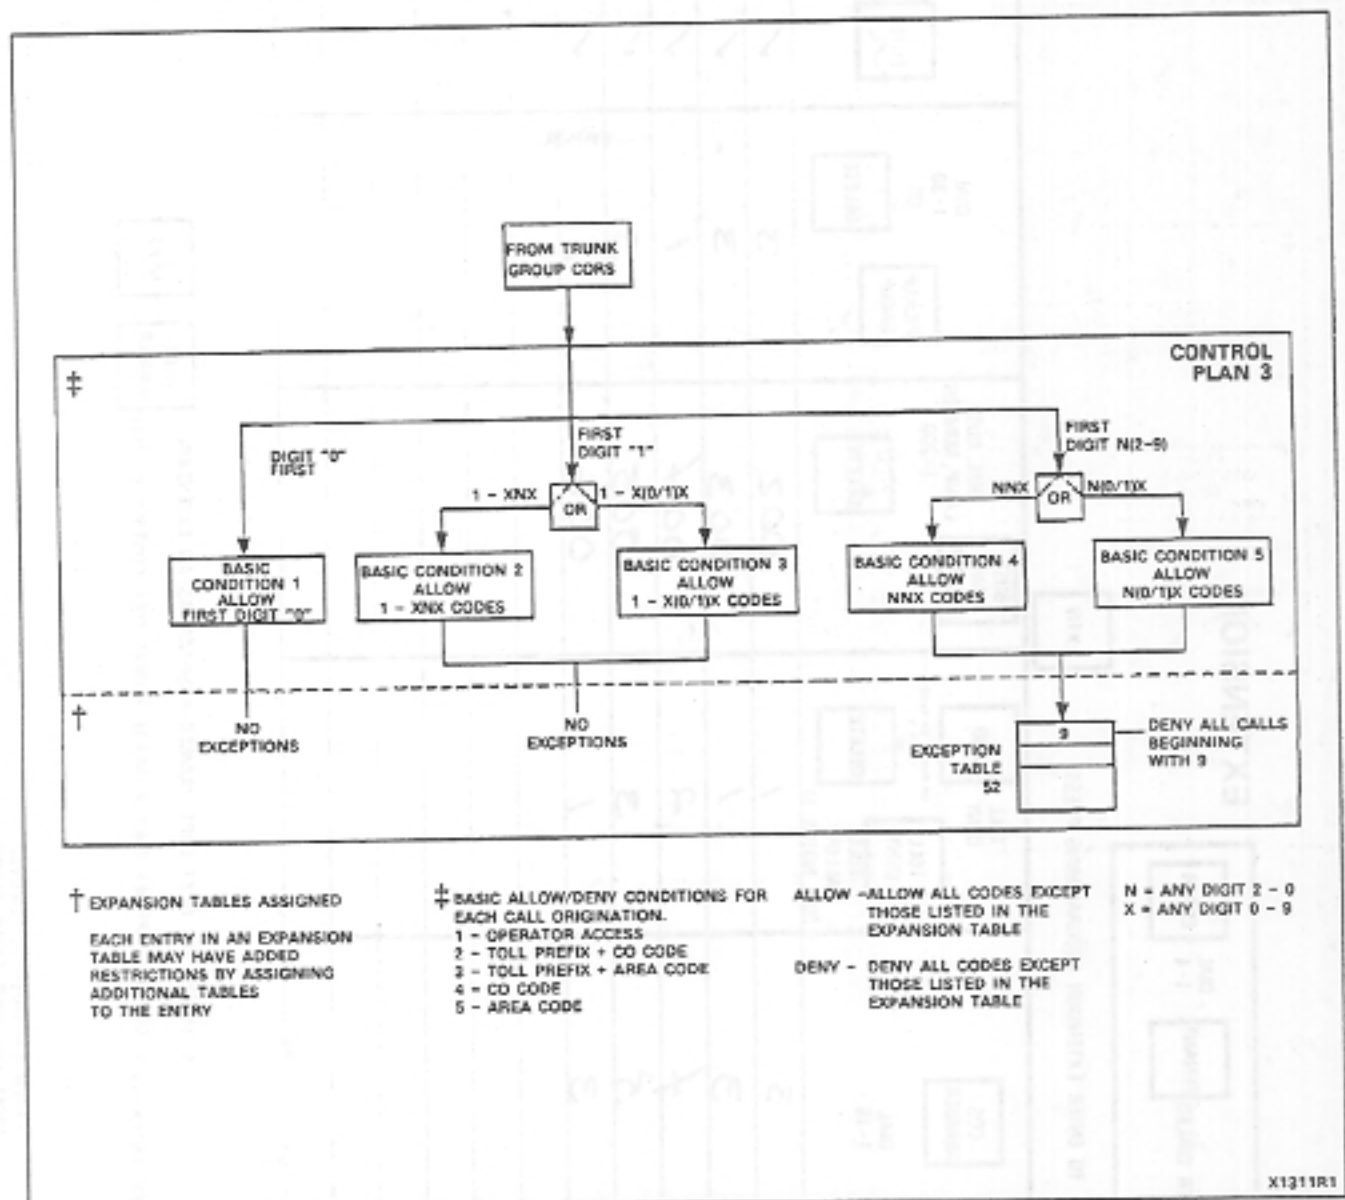 FROM TRUNK
GROUP CORS
CONTROL
PLAN 3
‡
DIGIT "0"
FIRST
FIRST
DIGIT "1"
FIRST
DIGIT N(2-9)
1 - XNX
1 - X(0/1)X
OR
NNX
N(0/1)X
OR
BASIC
CONDITION 1
ALLOW
FIRST DIGIT "0"
BASIC CONDITION 2
ALLOW
1 - XNX CODES
BASIC CONDITION 3
ALLOW
1 - X(0/1)X CODES
BASIC CONDITION 4
ALLOW
NNX CODES
BASIC CONDITION 5
ALLOW
N(0/1)X CODES
†
NO
EXCEPTIONS
NO
EXCEPTIONS
EXCEPTION
TABLE
52
9
DENY ALL CALLS
BEGINNING
WITH 9
† EXPANSION TABLES ASSIGNED
EACH ENTRY IN AN EXPANSION
TABLE MAY HAVE ADDED
RESTRICTIONS BY ASSIGNING
ADDITIONAL TABLES
TO THE ENTRY
‡ BASIC ALLOW/DENY CONDITIONS FOR
EACH CALL ORIGINATION.
1 - OPERATOR ACCESS
2 - TOLL PREFIX + CO CODE
3 - TOLL PREFIX + AREA CODE
4 = CO CODE
5 - AREA CODE
ALLOW - ALLOW ALL CODES EXCEPT
THOSE LISTED IN THE
EXPANSION TABLE
DENY - DENY ALL CODES EXCEPT
THOSE LISTED IN THE
EXPANSION TABLE
N = ANY DIGIT 2 - 0
X = ANY DIGIT 0 - 9
X1311R1